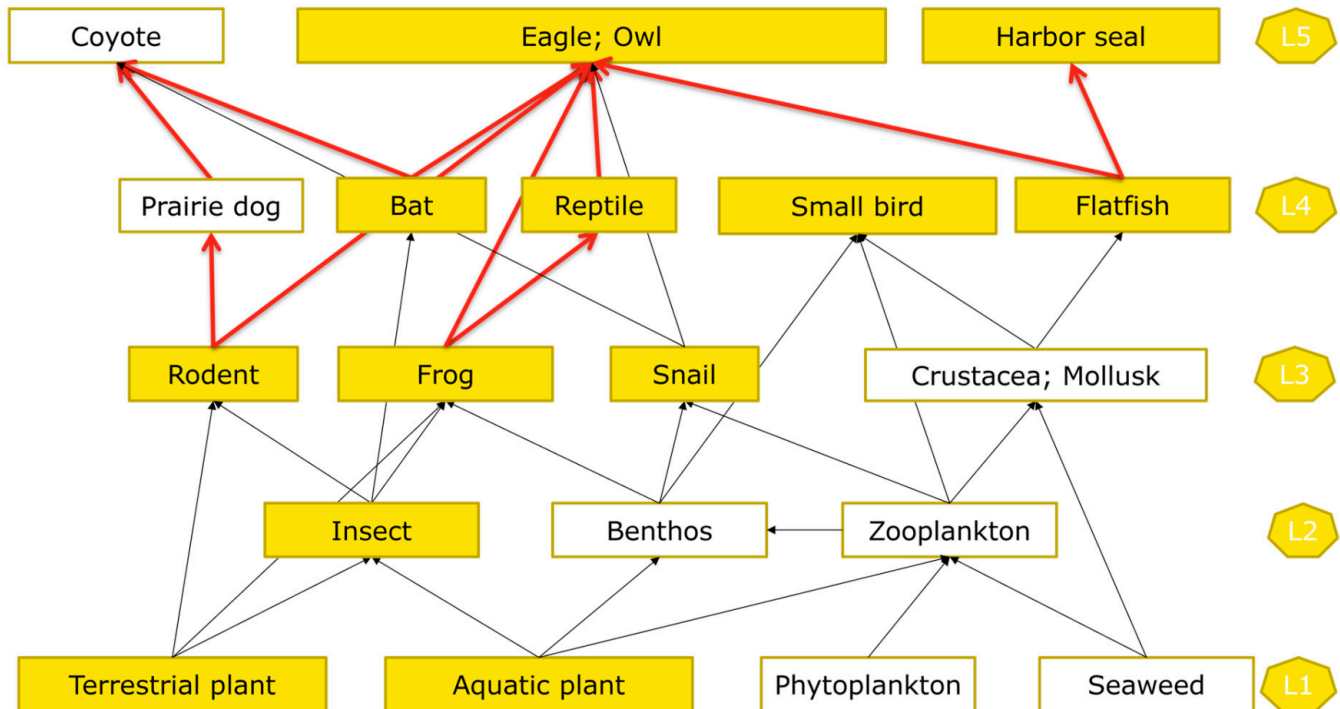 Coyote
Eagle; Owl
Harbor seal
L5
Prairie dog
Bat
Reptile
Small bird
Flatfish
L4
Rodent
Frog
Snail
Crustacea; Mollusk
L3
Insect
Benthos
Zooplankton
L2
Terrestrial plant
Aquatic plant
Phytoplankton
Seaweed
L1